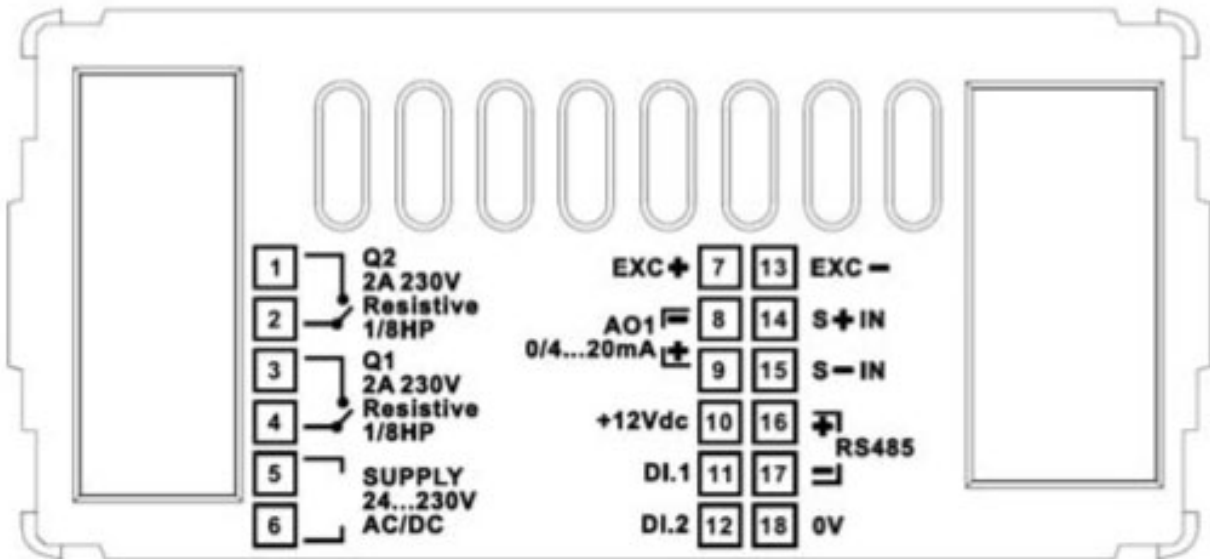 1 Q2
2A 230V
2 Resistive
1/8HP
3 Q1
2A 230V
4 Resistive
1/8HP
5 SUPPLY
24...230V
6 AC/DC
EXC+ 7 13 EXC-
AO1 - 8 14 S+IN
0/4...20mA + 9 15 S-IN
+12Vdc 10 16 + RS485
DI.1 11 17 -
DI.2 12 18 0V